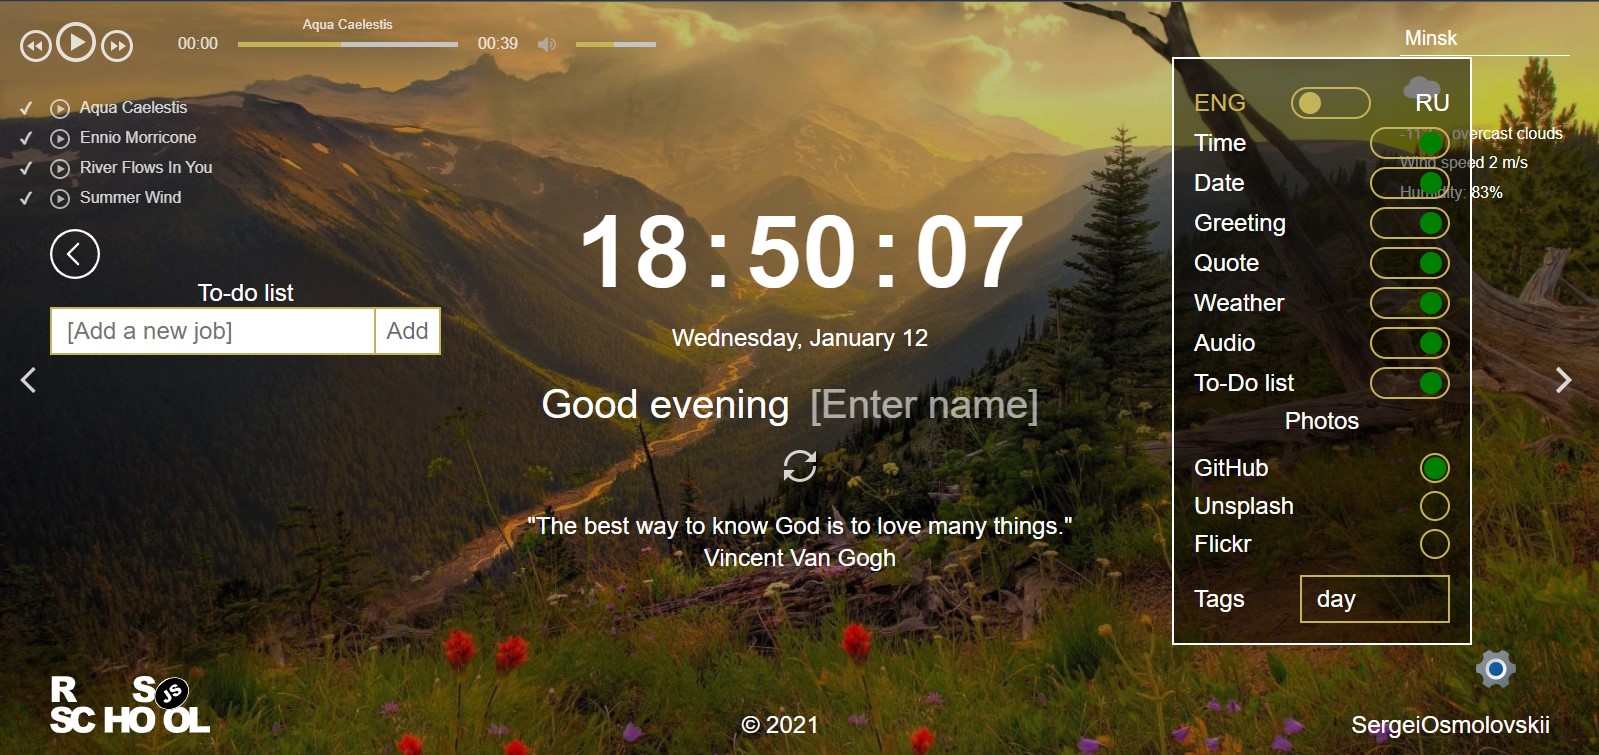 Aqua Caelestis
00:00
00:39
Minsk
Aqua Caelestis
Ennio Morricone
River Flows In You
Summer Wind
ENG RU
Time
overcast clouds
Wind speed 2 m/s
Date
Humidity: 83%
Greeting
Quote
Weather
Audio
To-Do list
Photos
GitHub
Unsplash
Flickr
Tags day
To-do list
[Add a new job] Add
18:50:07
Wednesday, January 12
Good evening [Enter name]
"The best way to know God is to love many things."
Vincent Van Gogh
R S JS
SCHOOL
© 2021
SergeiOsmolovskii